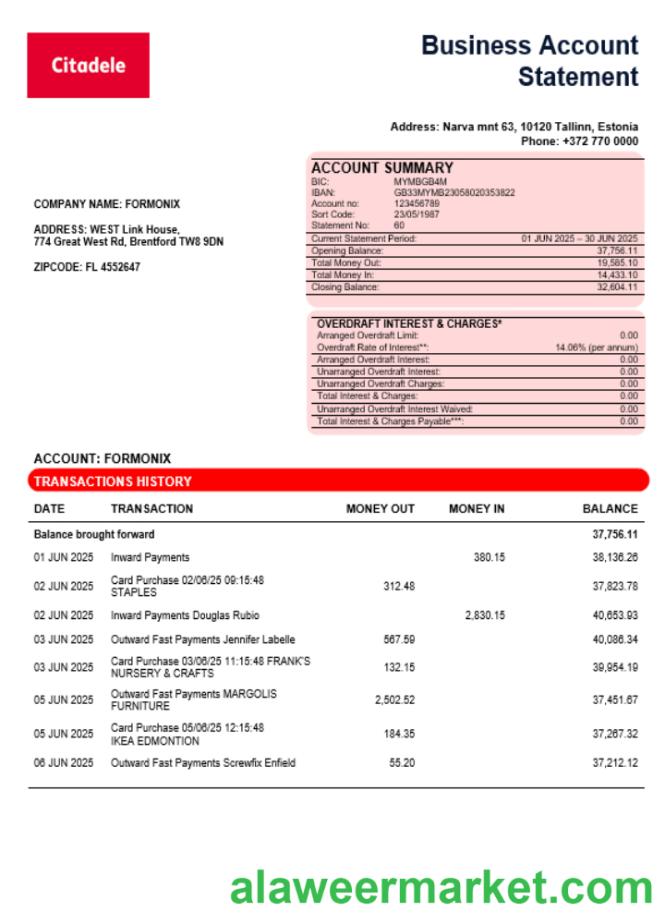 Citadele
Business Account
Statement
Address: Narva mnt 63, 10120 Tallinn, Estonia
Phone: +372 770 0000
COMPANY NAME: FORMONIX
ADDRESS: WEST Link House,
774 Great West Rd, Brentford TW8 9DN
ZIPCODE: FL 4552647
ACCOUNT SUMMARY
BIC: MYMBGB4M
IBAN: GB33MYMB23058020353822
Account no: 123456789
Sort Code: 23/05/1987
Statement No: 60
Current Statement Period: 01 JUN 2025 – 30 JUN 2025
Opening Balance: 37,756.11
Total Money Out: 19,585.10
Total Money In: 14,433.10
Closing Balance: 32,604.11
OVERDRAFT INTEREST & CHARGES*
Arranged Overdraft Limit: 0.00
Overdraft Rate of Interest**: 14.06% (per annum)
Arranged Overdraft Interest: 0.00
Unarranged Overdraft Interest: 0.00
Unarranged Overdraft Charges: 0.00
Total Interest & Charges: 0.00
Unarranged Overdraft Interest Waived: 0.00
Total Interest & Charges Payable***: 0.00
ACCOUNT: FORMONIX
TRANSACTIONS HISTORY
DATE TRANSACTION MONEY OUT MONEY IN BALANCE
Balance brought forward 37,756.11
01 JUN 2025 Inward Payments 380.15 38,136.26
02 JUN 2025 Card Purchase 02/06/25 09:15:48
STAPLES 312.48 37,823.78
02 JUN 2025 Inward Payments Douglas Rubio 2,830.15 40,653.93
03 JUN 2025 Outward Fast Payments Jennifer Labelle 567.59 40,086.34
03 JUN 2025 Card Purchase 03/06/25 11:15:48 FRANK'S
NURSERY & CRAFTS 132.15 39,954.19
05 JUN 2025 Outward Fast Payments MARGOLIS
FURNITURE 2,502.52 37,451.67
05 JUN 2025 Card Purchase 05/06/25 12:15:48
IKEA EDMONTION 184.35 37,267.32
06 JUN 2025 Outward Fast Payments Screwfix Enfield 55.20 37,212.12
alaweermarket.com